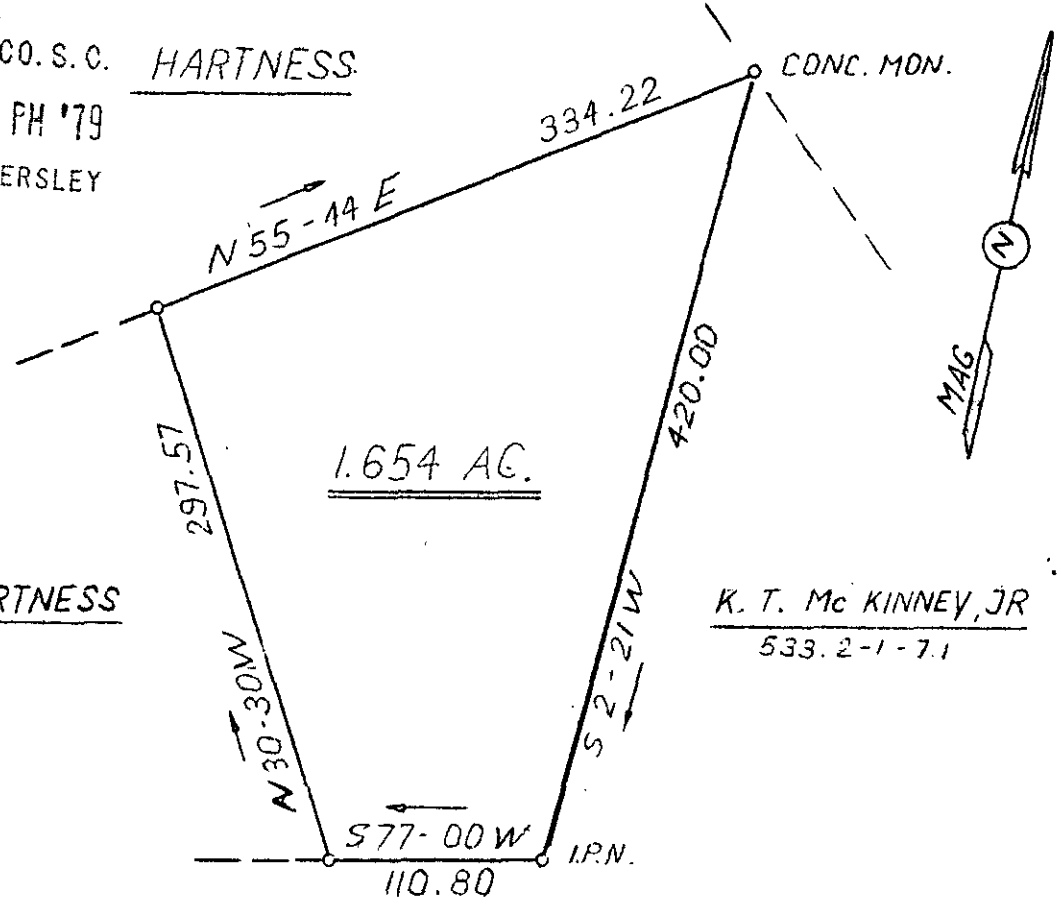 CO. S. C.
HARTNESS
CONC. MON.
PH '79
ERSLEY
334.22
N 55-44 E
N
MAG
420.00
297.57
1.654 AC.
RTNESS
K. T. Mc KINNEY, JR
533.2-1-7.1
S 2-21 W
N 30-30 W
S 77-00 W
I.P.N.
110.80